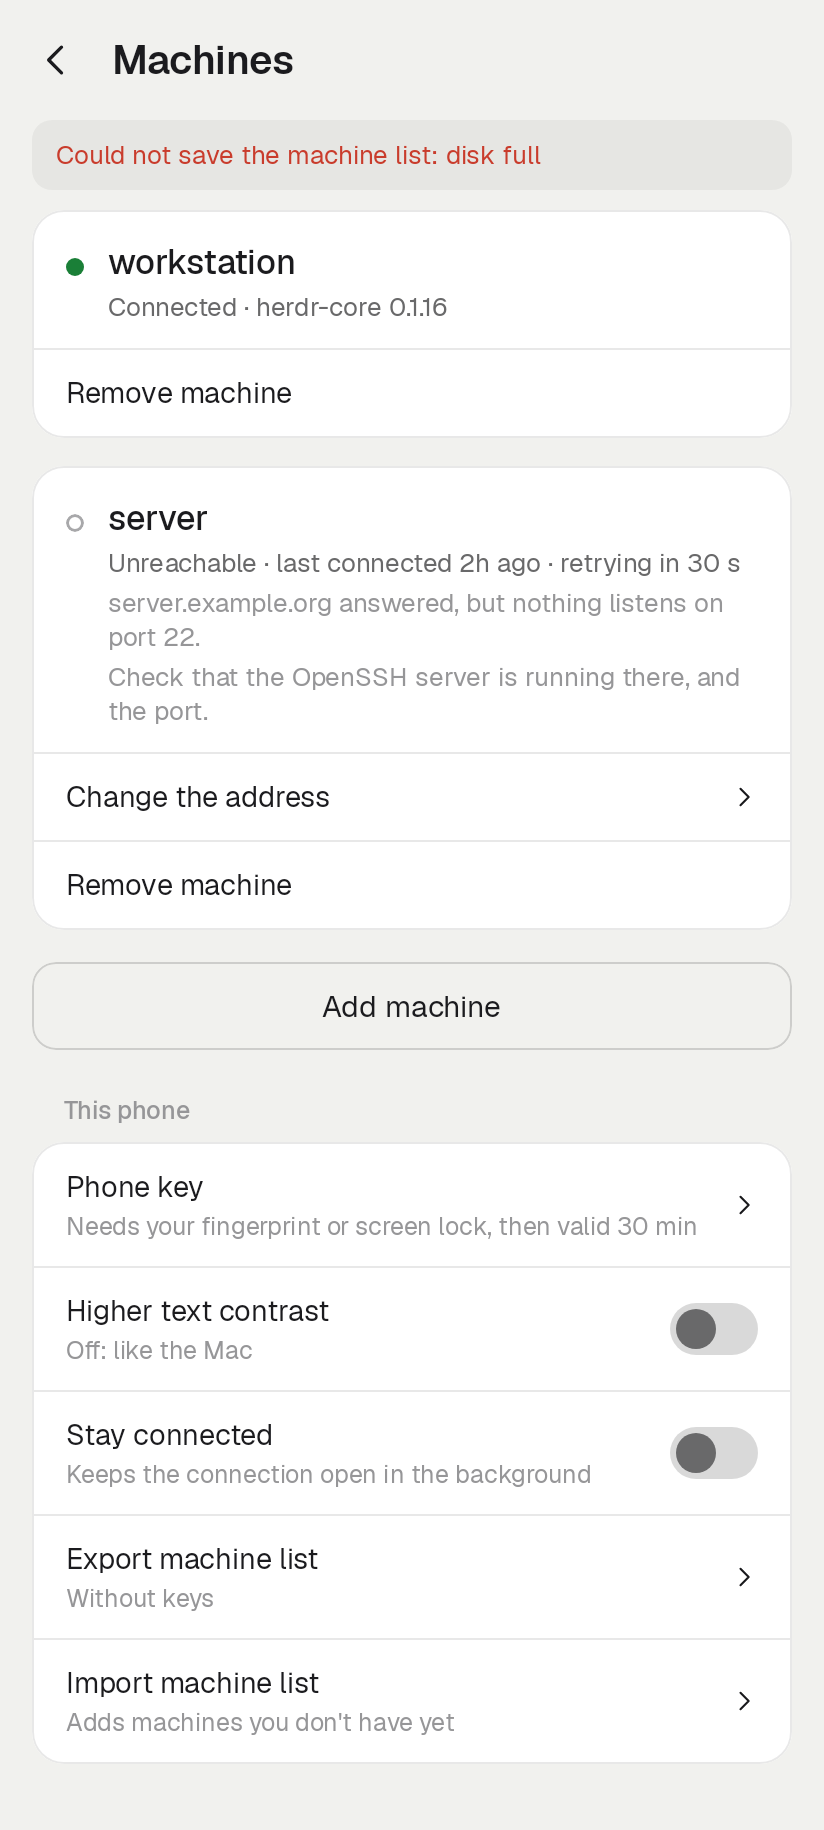 Machines
Could not save the machine list: disk full
workstation
Connected · herdr-core 0.1.16
Remove machine
server
Unreachable · last connected 2h ago · retrying in 30 s
server.example.org answered, but nothing listens on
port 22.
Check that the OpenSSH server is running there, and
the port.
Change the address
Remove machine
Add machine
This phone
Phone key
Needs your fingerprint or screen lock, then valid 30 min
Higher text contrast
Off: like the Mac
Stay connected
Keeps the connection open in the background
Export machine list
Without keys
Import machine list
Adds machines you don't have yet